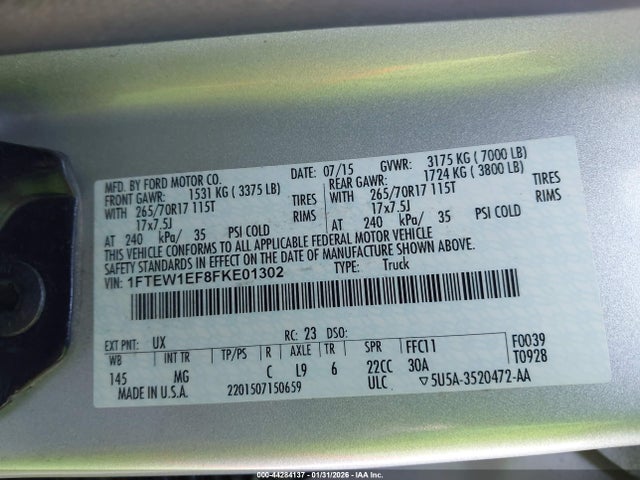 MFD. BY FORD MOTOR CO. DATE: 07/15 GVWR: 3175 KG ( 7000 LB)
FRONT GAWR: 1531 KG ( 3375 LB) REAR GAWR: 1724 KG ( 3800 LB)
WITH 265/70R17 115T TIRES WITH 265/70R17 115T TIRES
17x7.5J RIMS 17x7.5J RIMS
AT 240 kPa/ 35 PSI COLD AT 240 kPa/ 35 PSI COLD
THIS VEHICLE CONFORMS TO ALL APPLICABLE FEDERAL MOTOR VEHICLE
SAFETY STANDARDS IN EFFECT ON THE DATE OF MANUFACTURE SHOWN ABOVE.
VIN: 1FTEW1EF8FKE01302 TYPE: Truck
EXT PNT: UX RC: 23 DSO:
WB INT TR TP/PS R AXLE TR SPR FFC11 F0039
145 MG C L9 6 22CC 30A T0928
MADE IN U.S.A. 2201507150659 ULC ▽5U5A-3520472-AA
000-44284137 - 01/31/2026 - IAA Inc.